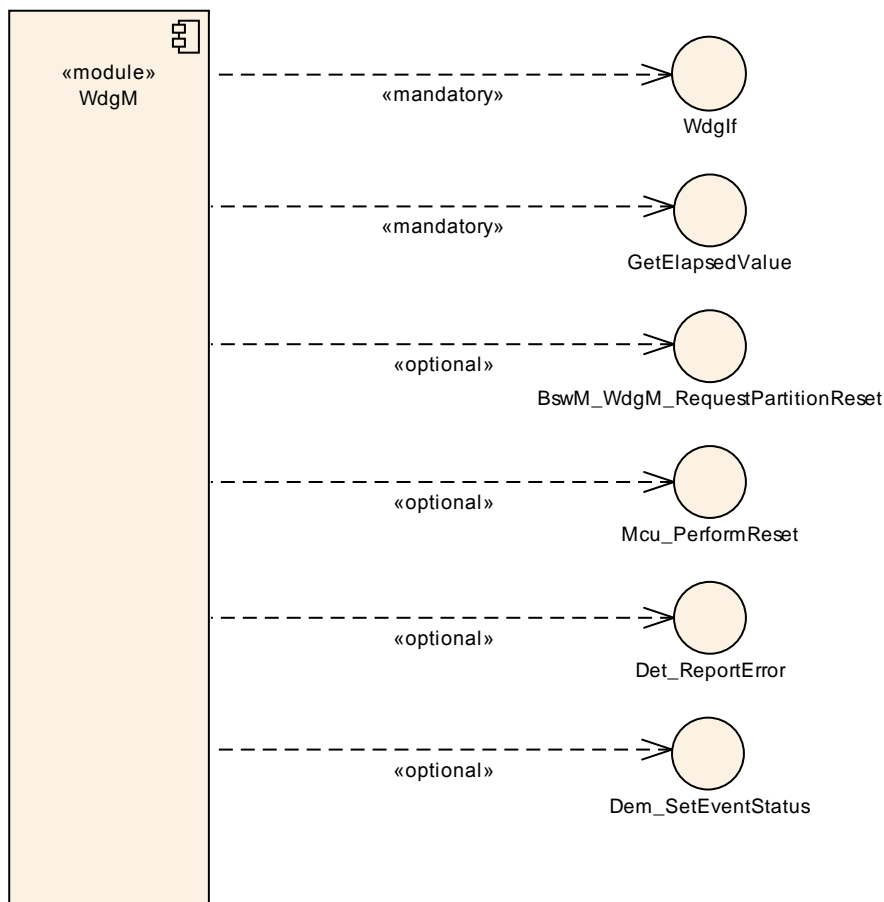 «module»
WdgM
«mandatory»
WdgIf
«mandatory»
GetElapsedValue
«optional»
BswM_WdgM_RequestPartitionReset
«optional»
Mcu_PerformReset
«optional»
Det_ReportError
«optional»
Dem_SetEventStatus